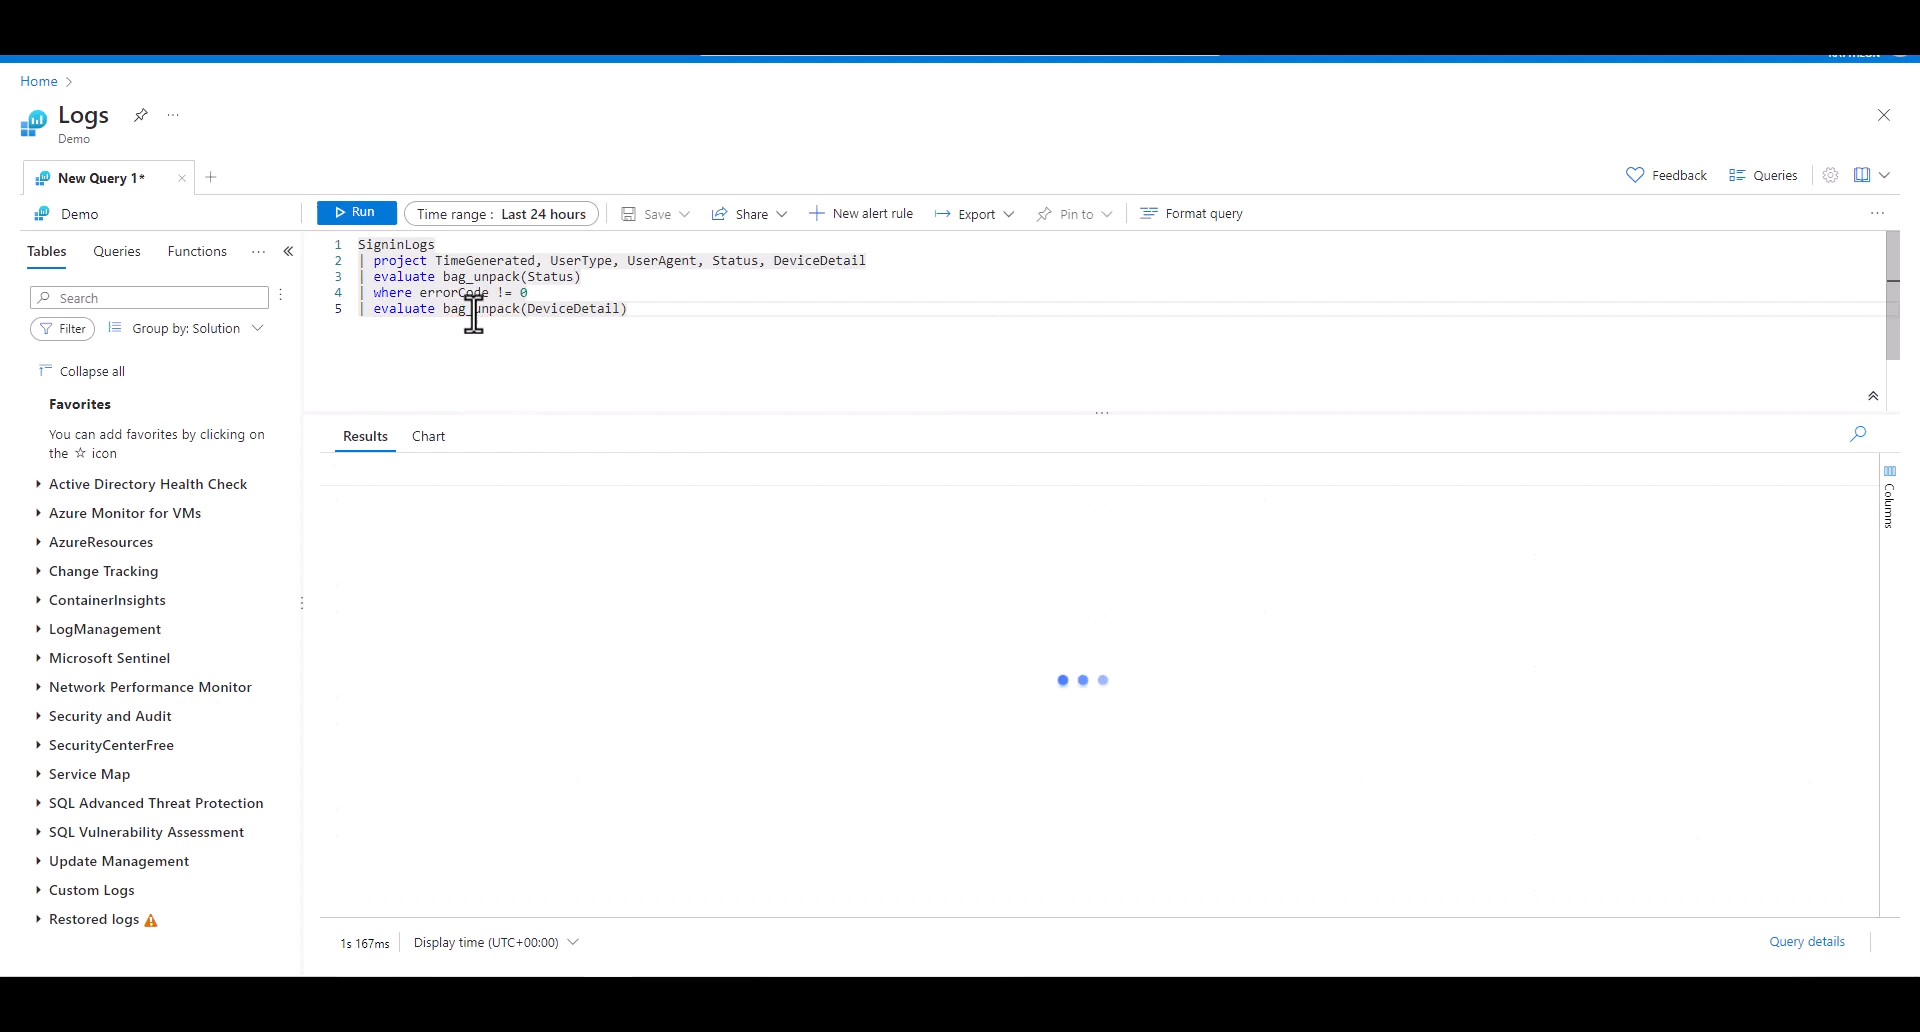 Home
Logs
Demo
New Query 1*
Feedback
Queries
Demo
Run
Time range : Last 24 hours
Save
Share
New alert rule
Export
Pin to
Format query
Tables
Queries
Functions
Search
Filter
Group by: Solution
Collapse all
Favorites
You can add favorites by clicking on
the ☆ icon
Active Directory Health Check
Azure Monitor for VMs
AzureResources
Change Tracking
ContainerInsights
LogManagement
Microsoft Sentinel
Network Performance Monitor
Security and Audit
SecurityCenterFree
Service Map
SQL Advanced Threat Protection
SQL Vulnerability Assessment
Update Management
Custom Logs
Restored logs
1 SigninLogs
2 | project TimeGenerated, UserType, UserAgent, Status, DeviceDetail
3 | evaluate bag_unpack(Status)
4 | where errorCode != 0
5 | evaluate bag_unpack(DeviceDetail)
Results
Chart
Columns
1s 167ms
Display time (UTC+00:00)
Query details